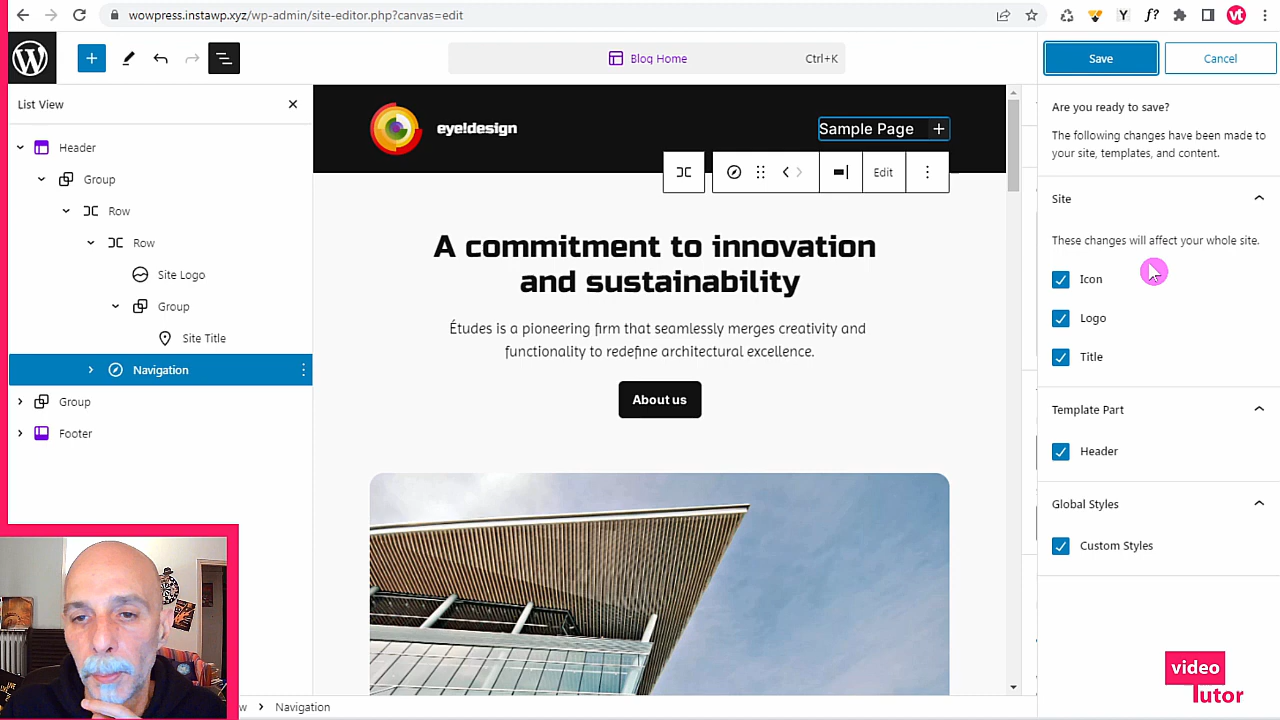 wowpress.instawp.xyz/wp-admin/site-editor.php?canvas=edit
Blog Home
Ctrl+K
Save
Cancel
List View
Header
Group
Row
Row
Site Logo
Group
Site Title
Navigation
Group
Footer
eye!design
Sample Page
Edit
A commitment to innovation
and sustainability
Études is a pioneering firm that seamlessly merges creativity and
functionality to redefine architectural excellence.
About us
Are you ready to save?
The following changes have been made to
your site, templates, and content.
Site
These changes will affect your whole site.
Icon
Logo
Title
Template Part
Header
Global Styles
Custom Styles
video
Tutor
Navigation